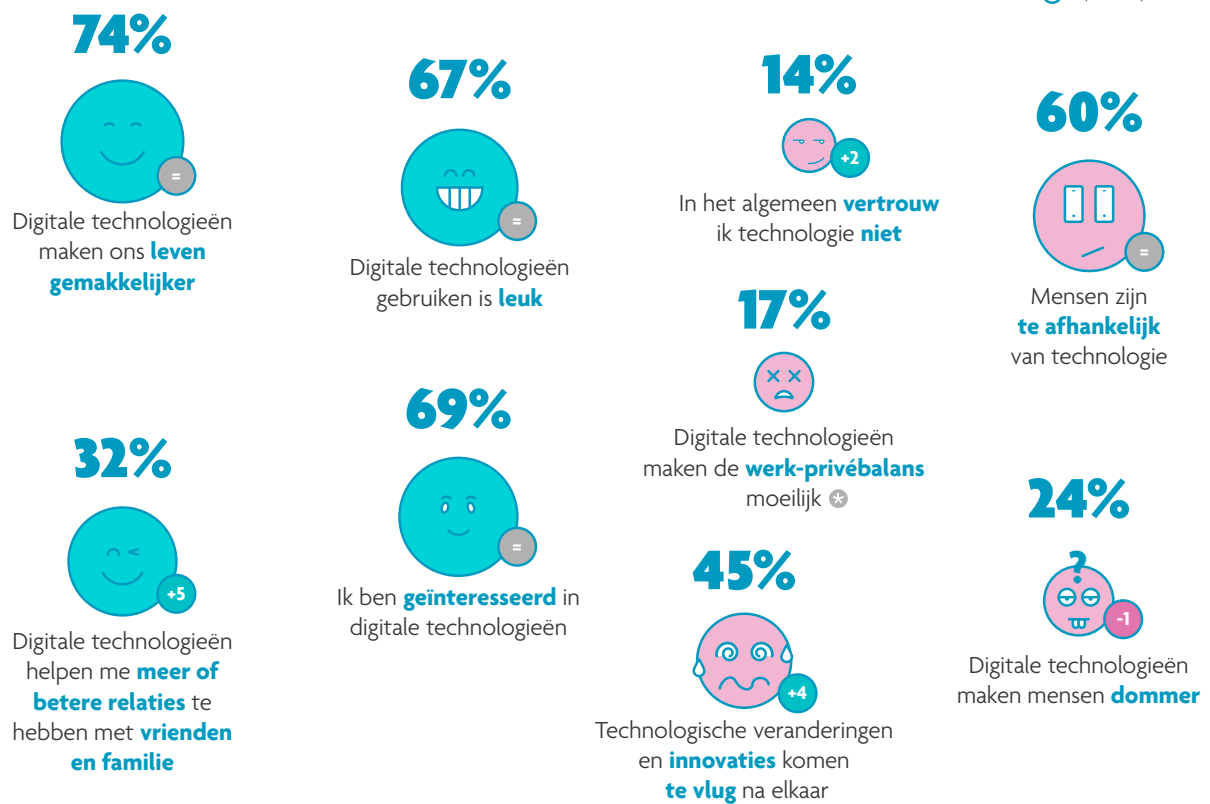 74%
=
Digitale technologieën
maken ons leven
gemakkelijker
67%
=
Digitale technologieën
gebruiken is leuk
14%
+2
In het algemeen vertrouw
ik technologie niet
60%
=
Mensen zijn
te afhankelijk
van technologie
17%
Digitale technologieën
maken de werk-privébalans
moeilijk
32%
+5
Digitale technologieën
helpen me meer of
betere relaties te
hebben met vrienden
en familie
69%
=
Ik ben geïnteresseerd in
digitale technologieën
45%
+4
Technologische veranderingen
en innovaties komen
te vlug na elkaar
24%
?
-1
Digitale technologieën
maken mensen dommer